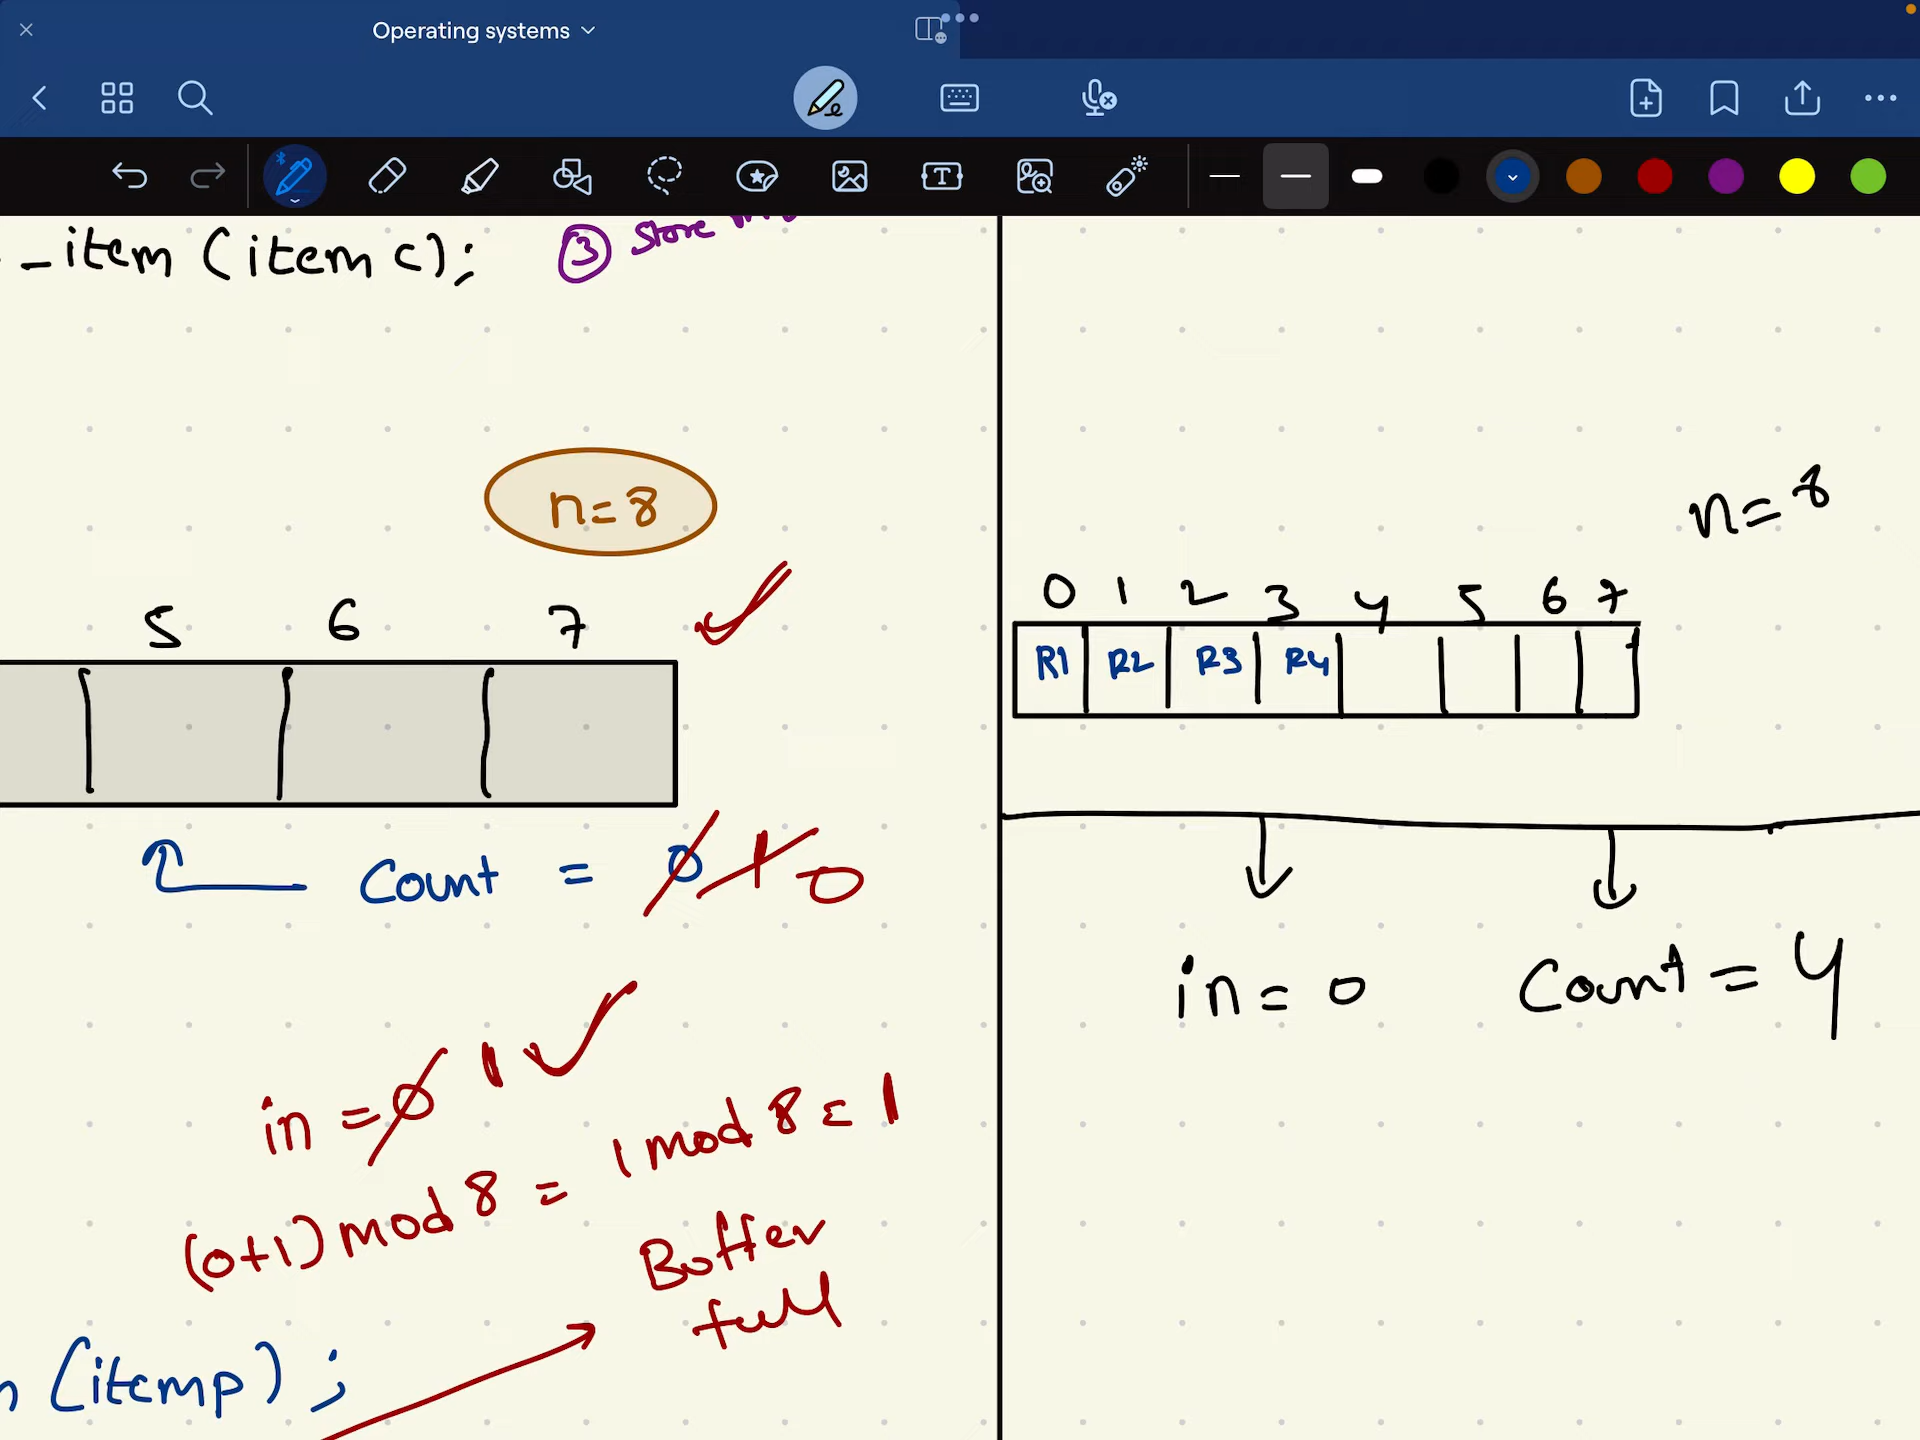 Operating systems
-item (item c);
③ Store
n=8
5 6 7
Count = 0 1 0
in = 0 1
(0+1) mod 8 = 1 mod 8 = 1
Buffer
full
(itemp) ;
n=8
0 1 2 3 4 5 6 7
R1 R2 R3 R4
in = 0 Count = 4